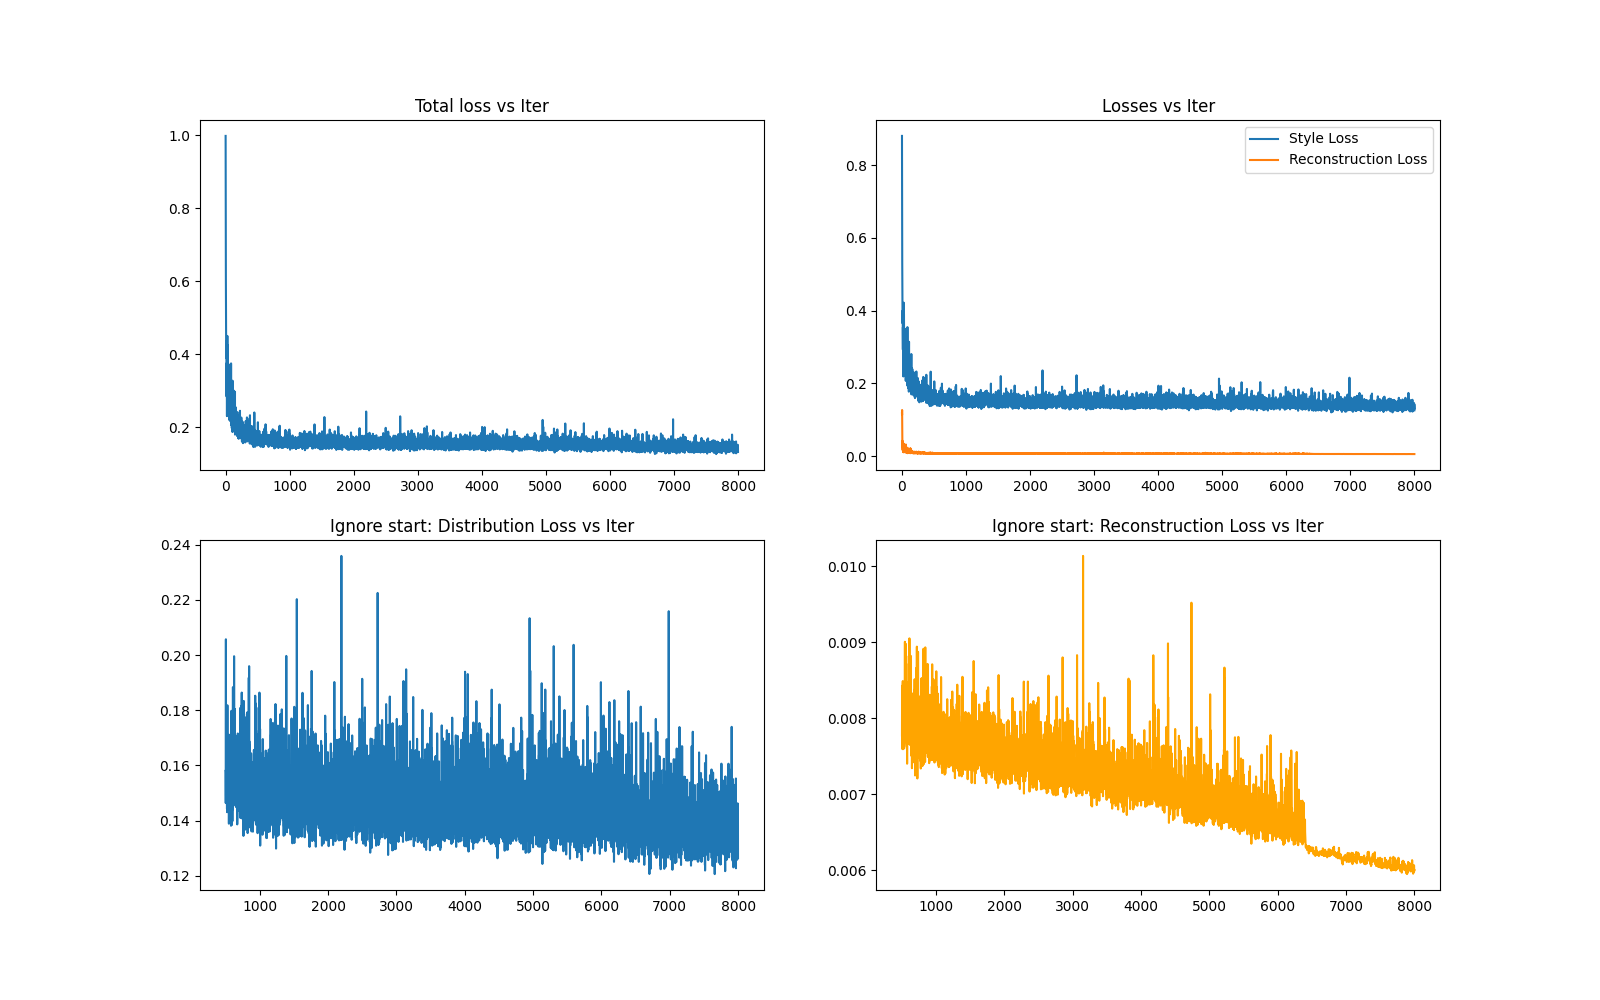 Total loss vs Iter
1.0
0.8
0.6
0.4
0.2
0 1000 2000 3000 4000 5000 6000 7000 8000
Losses vs Iter
Style Loss
Reconstruction Loss
0.8
0.6
0.4
0.2
0.0
0 1000 2000 3000 4000 5000 6000 7000 8000
Ignore start: Distribution Loss vs Iter
0.24
0.22
0.20
0.18
0.16
0.14
0.12
1000 2000 3000 4000 5000 6000 7000 8000
Ignore start: Reconstruction Loss vs Iter
0.010
0.009
0.008
0.007
0.006
1000 2000 3000 4000 5000 6000 7000 8000